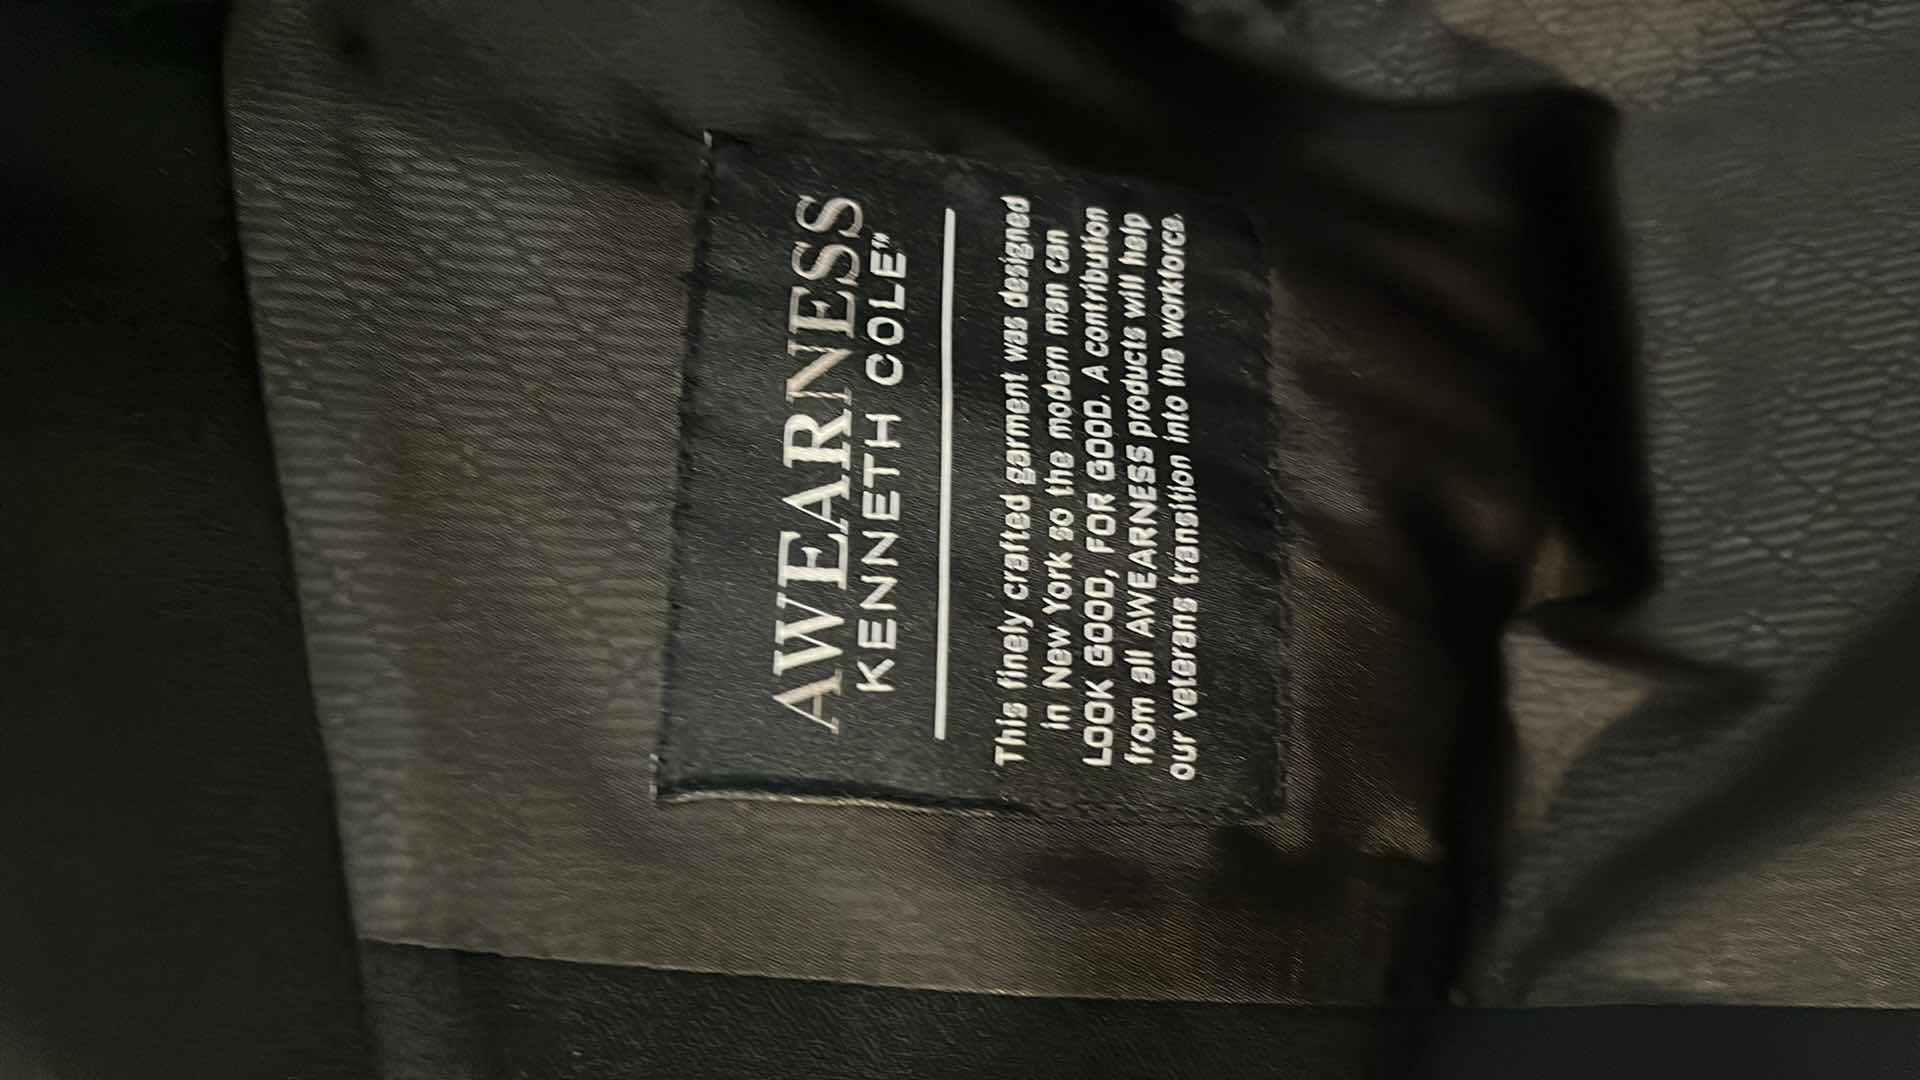 AWEARNESS
KENNETH COLE™
This finely crafted garment was designed
in New York so the modern man can
LOOK GOOD, FOR GOOD. A contribution
from all AWEARNESS products will help
our veterans transition into the workforce.